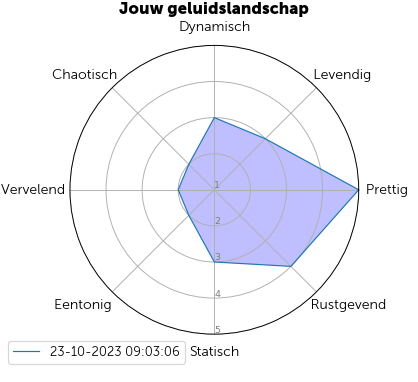 Jouw geluidslandschap
Dynamisch
Chaotisch
Levendig
Vervelend
Prettig
1
2
3
4
5
Eentonig
Rustgevend
Statisch
23-10-2023 09:03:06